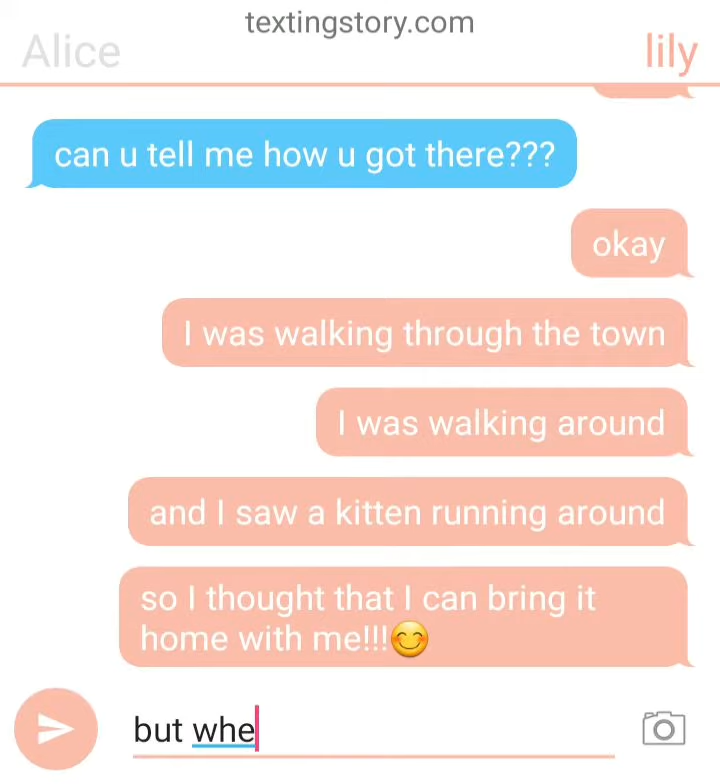 textingstory.com
Alice
lily
can u tell me how u got there???
okay
I was walking through the town
I was walking around
and I saw a kitten running around
so I thought that I can bring it
home with me!!!😊
but whe